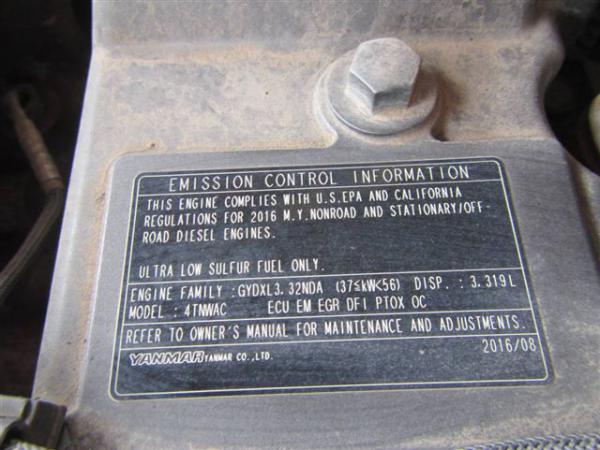 EMISSION CONTROL INFORMATION
THIS ENGINE COMPLIES WITH U.S.EPA AND CALIFORNIA
REGULATIONS FOR 2016 M.Y.NONROAD AND STATIONARY/OFF-
ROAD DIESEL ENGINES.
ULTRA LOW SULFUR FUEL ONLY.
ENGINE FAMILY :GYDXL3.32NDA (37≤kW<56) DISP. : 3.319L
MODEL : 4TNWAC ECU EM EGR DFI PTOX OC
REFER TO OWNER'S MANUAL FOR MAINTENANCE AND ADJUSTMENTS.
YANMAR YANMAR CO.,LTD. 2016/08